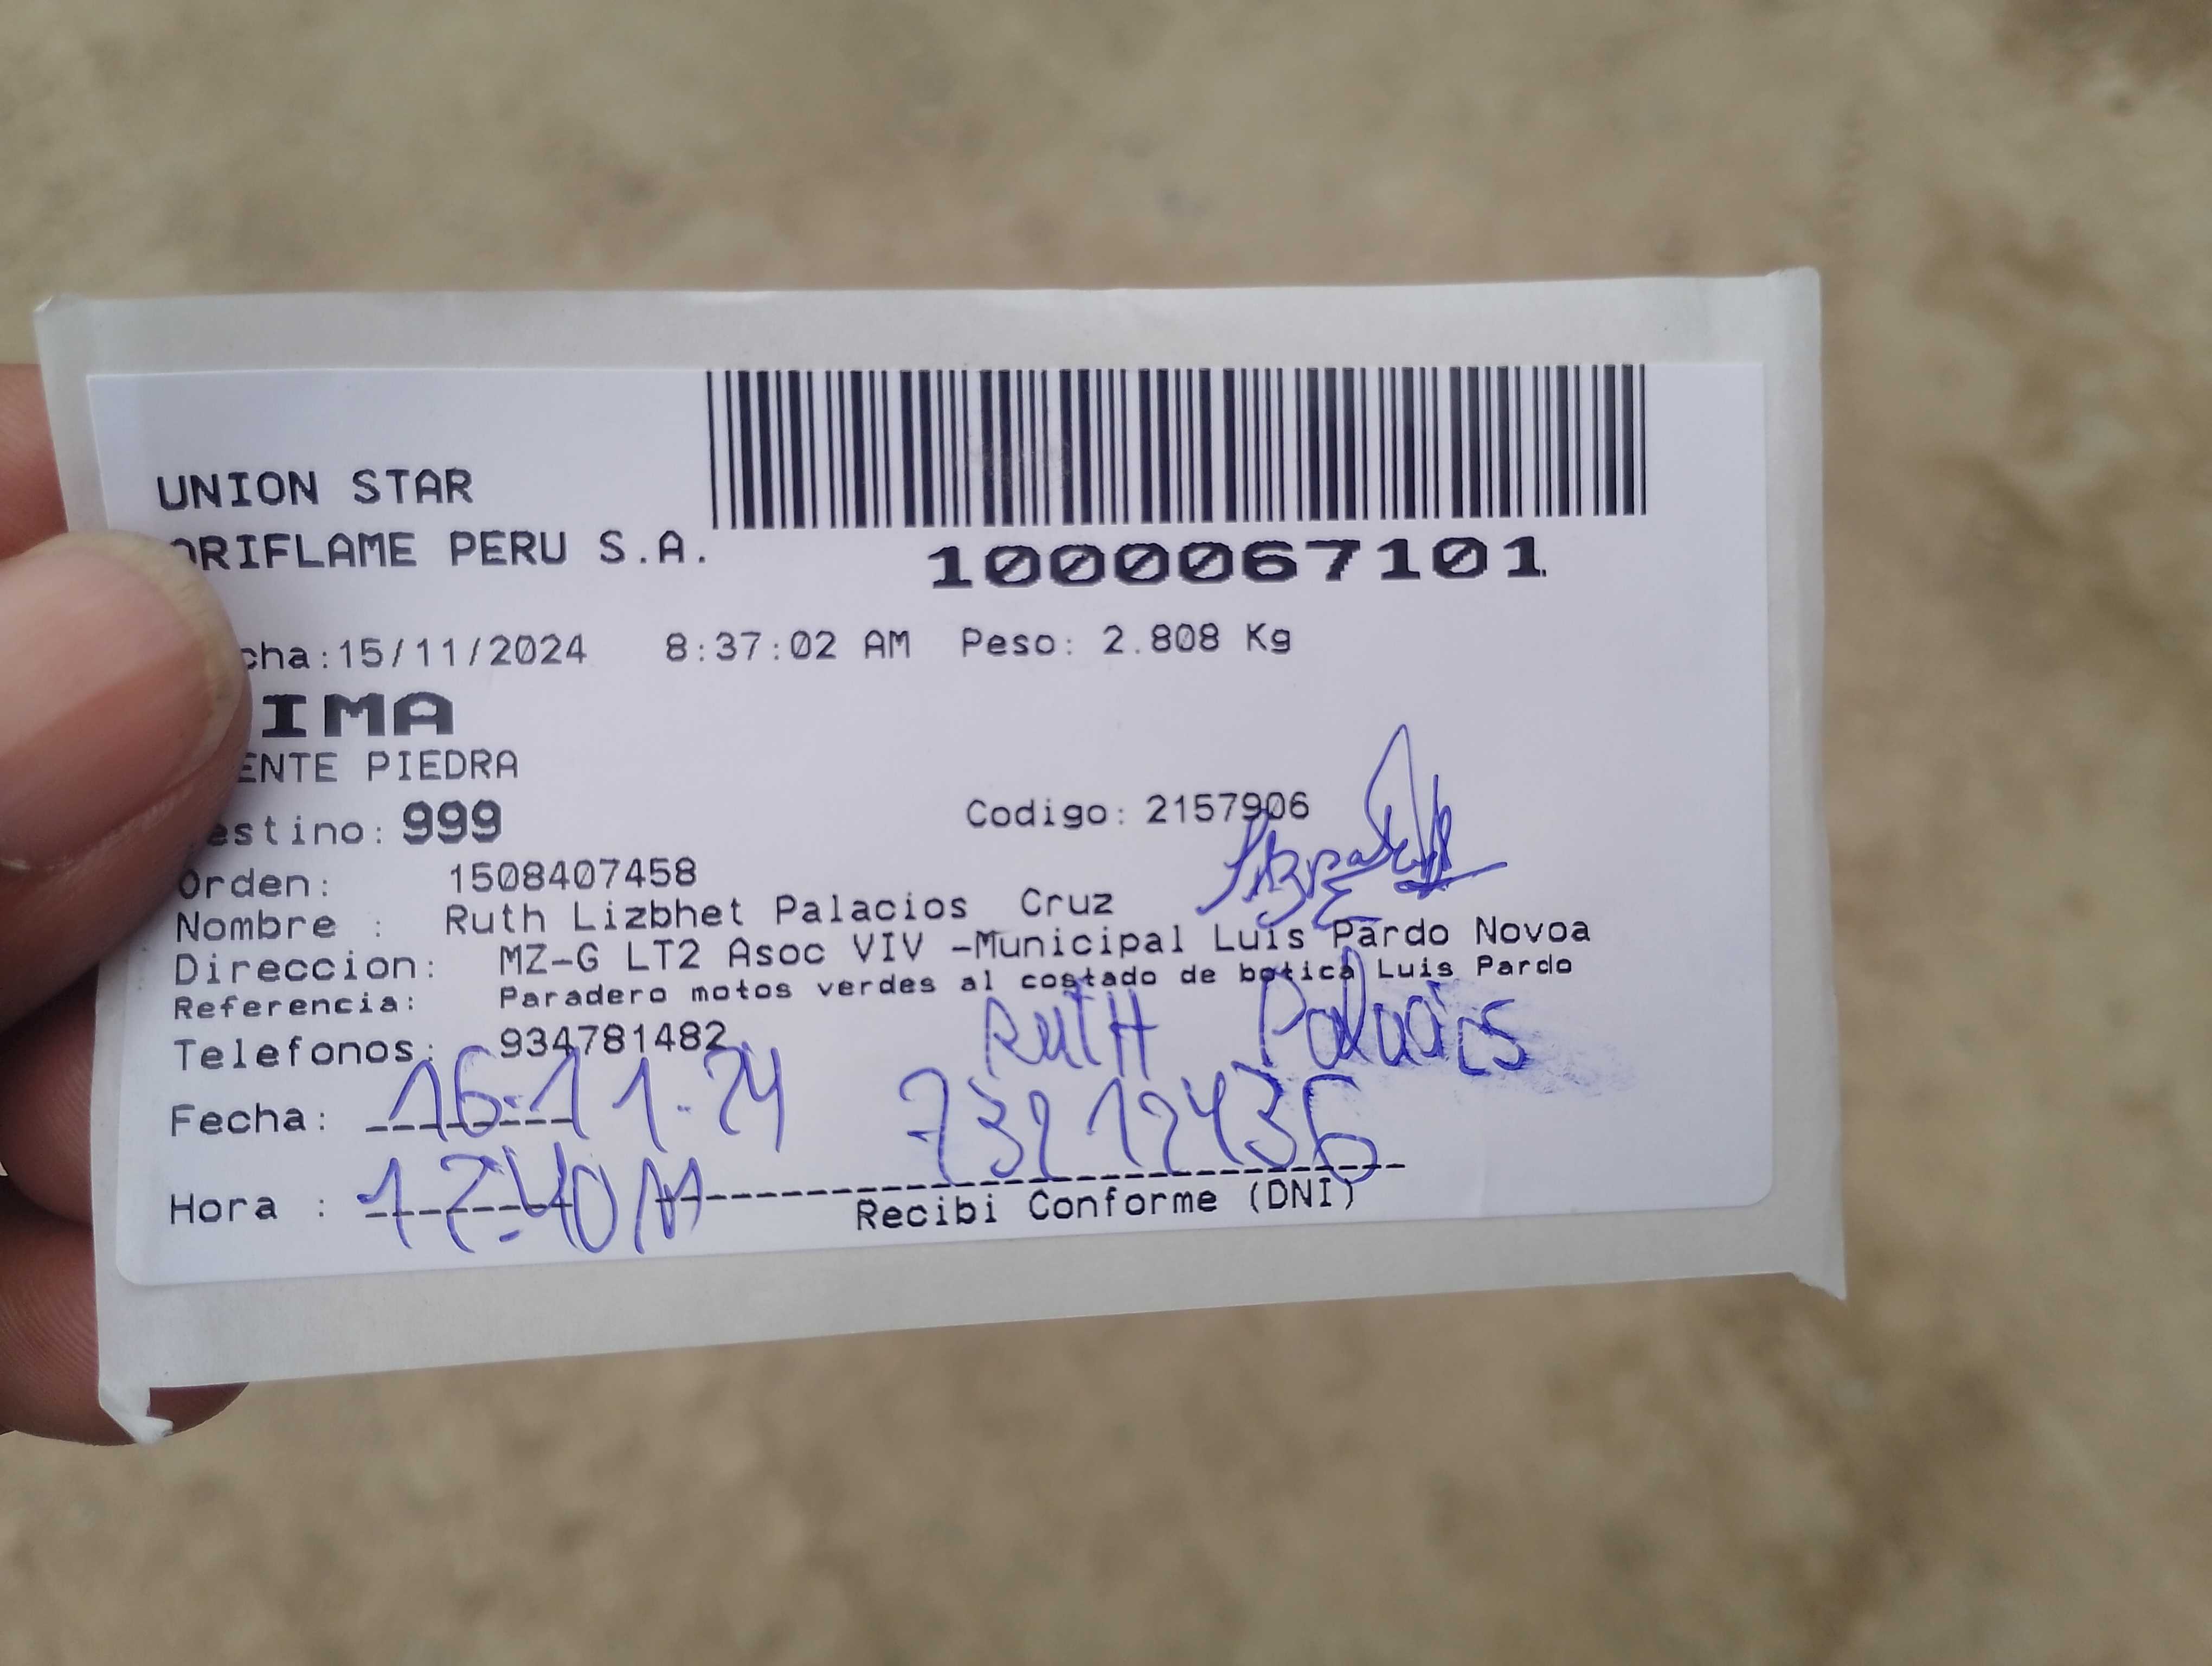 UNION STAR
ORIFLAME PERU S.A.
1000067101
cha:15/11/2024 8:37:02 AM Peso: 2.808 Kg
IMA
ENTE PIEDRA
estino: 999 Codigo: 2157906
Orden: 1508407458
Nombre : Ruth Lizbhet Palacios Cruz
Direccion: MZ-G LT2 Asoc VIV -Municipal Luis Pardo Novoa
Referencia: Paradero motos verdes al costado de botica Luis Pardo
Telefonos: 934781482
Ruth Palacios
Fecha: 16-11-24 73212436
Hora : 12:40 M
Recibi Conforme (DNI)